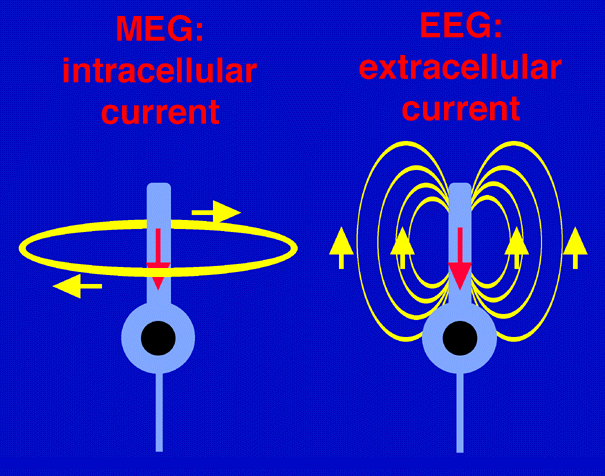 MEG:
intracellular
current
EEG:
extracellular
current